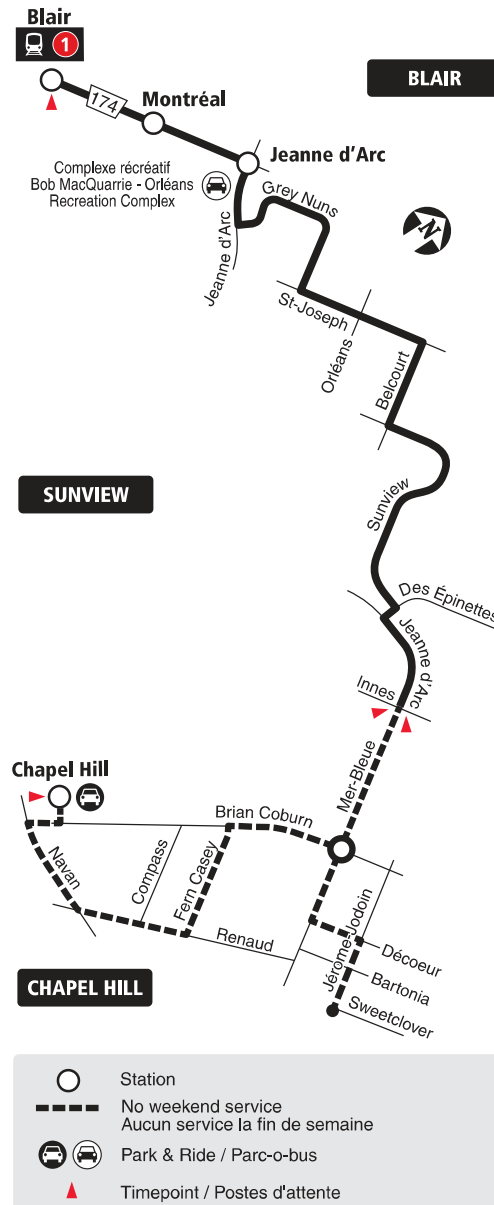 Blair
1
BLAIR
174
Montréal
Jeanne d'Arc
Complexe récréatif
Bob MacQuarrie - Orléans
Recreation Complex
Grey Nuns
Jeanne d'Arc
N
St-Joseph
Orléans
Belcourt
SUNVIEW
Sunview
Des Épinettes
Jeanne d'Arc
Innes
Mer-Bleue
Chapel Hill
Brian Coburn
Navan
Compass
Fern Casey
Renaud
Jérome-Jodoin
Décoeur
Bartonia
Sweetclover
CHAPEL HILL
Station
No weekend service
Aucun service la fin de semaine
Park & Ride / Parc-o-bus
Timepoint / Postes d'attente